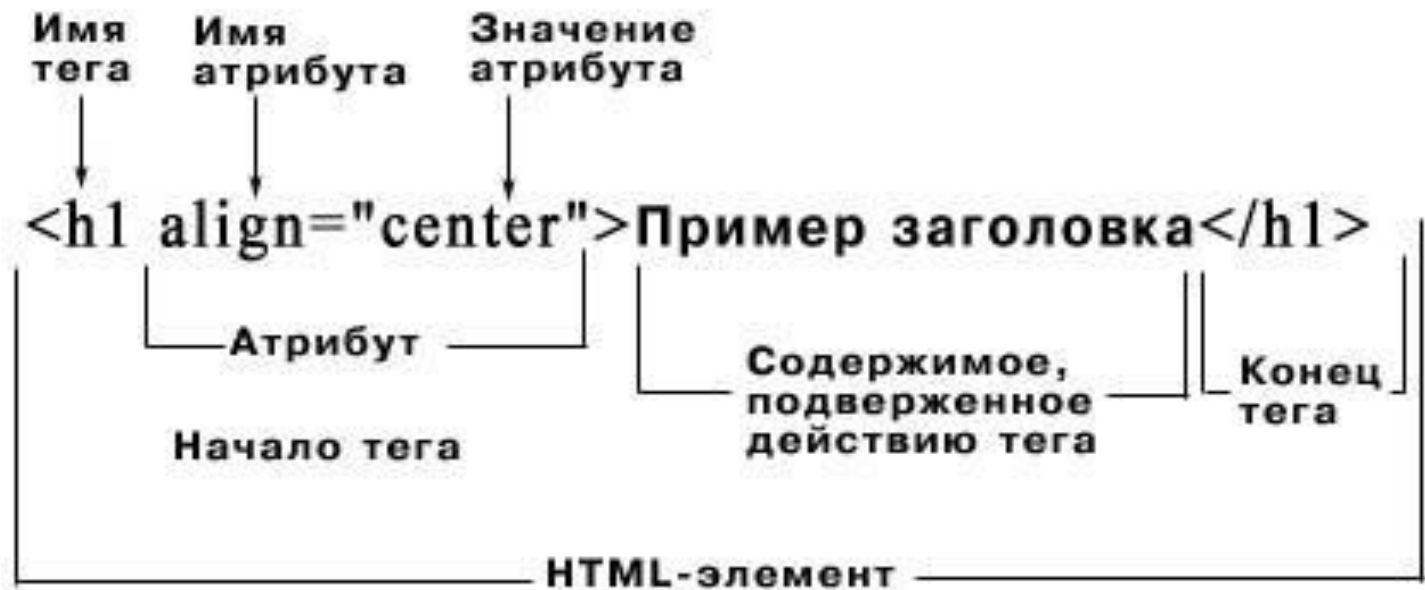 Имя тега
Имя атрибута
Значение атрибута
<h1 align="center">Пример заголовка</h1>
Атрибут
Содержимое,
подверженное
действию тега
Конец
тега
Начало тега
HTML-элемент